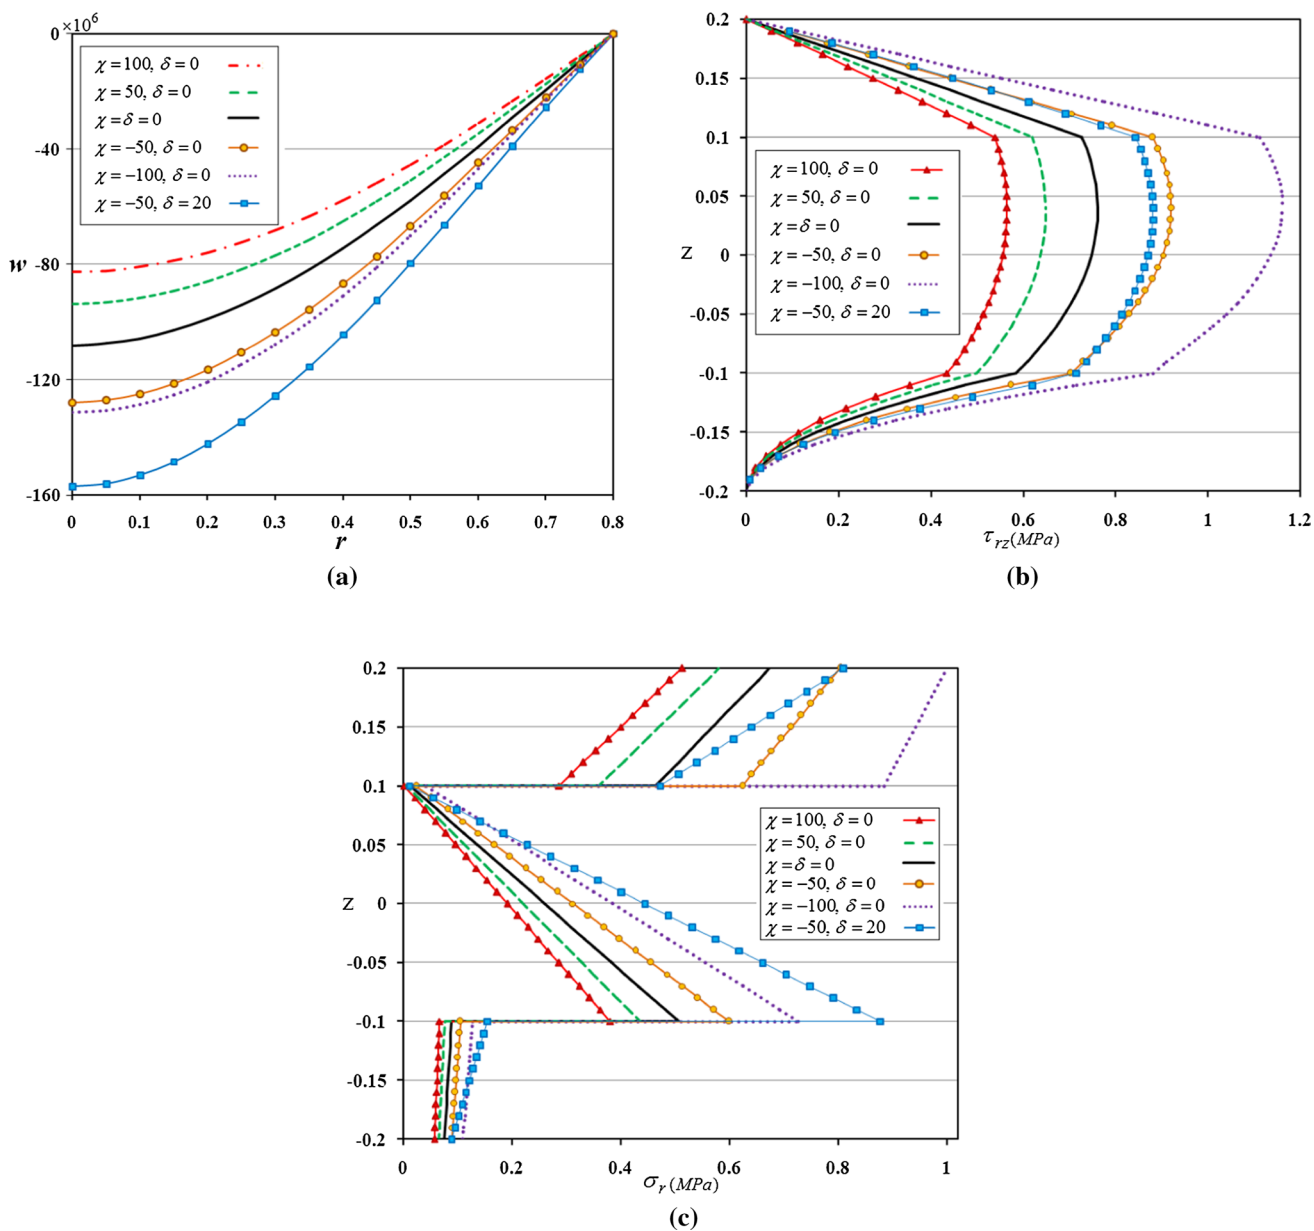 ×10⁶
0
-40
-80
-120
-160
w
χ = 100, δ = 0
χ = 50, δ = 0
χ = δ = 0
χ = −50, δ = 0
χ = −100, δ = 0
χ = −50, δ = 20
0 0.1 0.2 0.3 0.4 0.5 0.6 0.7 0.8
r
(a)
0.2
0.15
0.1
0.05
0
-0.05
-0.1
-0.15
-0.2
Z
χ = 100, δ = 0
χ = 50, δ = 0
χ = δ = 0
χ = −50, δ = 0
χ = −100, δ = 0
χ = −50, δ = 20
0 0.2 0.4 0.6 0.8 1 1.2
τrz(MPa)
(b)
0.2
0.15
0.1
0.05
0
-0.05
-0.1
-0.15
-0.2
Z
χ = 100, δ = 0
χ = 50, δ = 0
χ = δ = 0
χ = −50, δ = 0
χ = −100, δ = 0
χ = −50, δ = 20
0 0.2 0.4 0.6 0.8 1
σr(MPa)
(c)